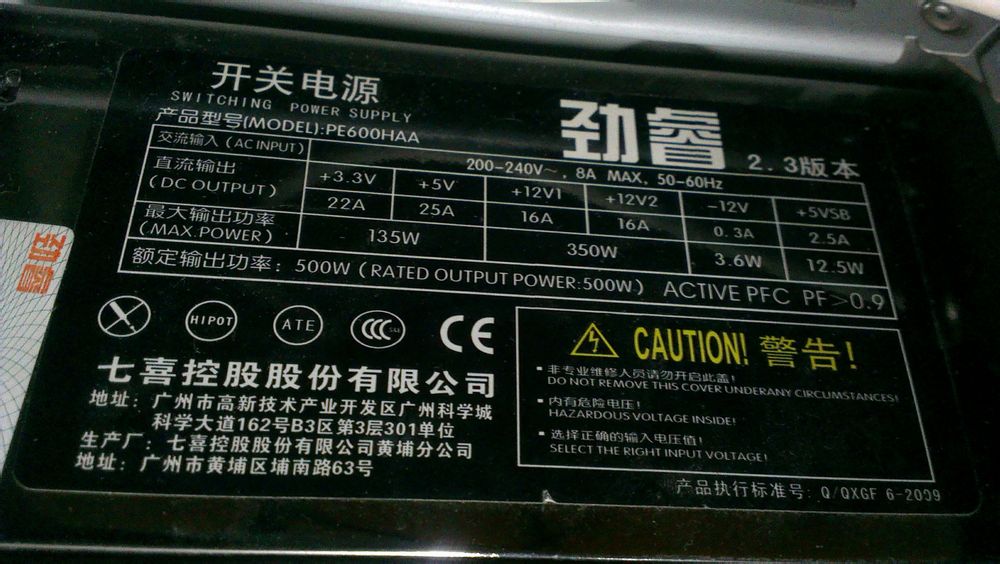 开关电源
SWITCHING POWER SUPPLY
产品型号(MODEL):PE600HAA
劲睿 2.3版本
交流输入(AC INPUT) 200-240V~, 8A MAX, 50-60Hz
直流输出 (DC OUTPUT) +3.3V +5V +12V1 +12V2 -12V +5VSB
22A 25A 16A 16A 0.3A 2.5A
最大输出功率 (MAX.POWER) 135W 350W 3.6W 12.5W
额定输出功率: 500W(RATED OUTPUT POWER:500W) ACTIVE PFC PF>0.9
劲睿
HIPOT ATE CCC CE
七喜控股股份有限公司
地址: 广州市高新技术产业开发区广州科学城
科学大道162号B3区第3层301单位
生产厂: 七喜控股股份有限公司黄埔分公司
地址: 广州市黄埔区埔南路63号
CAUTION! 警告!
非专业维修人员请勿开启此盖!
DO NOT REMOVE THIS COVER UNDERANY CIRCUMSTANCES!
内有危险电压!
HAZARDOUS VOLTAGE INSIDE!
选择正确的输入电压值!
SELECT THE RIGHT INPUT VOLTAGE!
产品执行标准号: Q/QXGF 6-2009